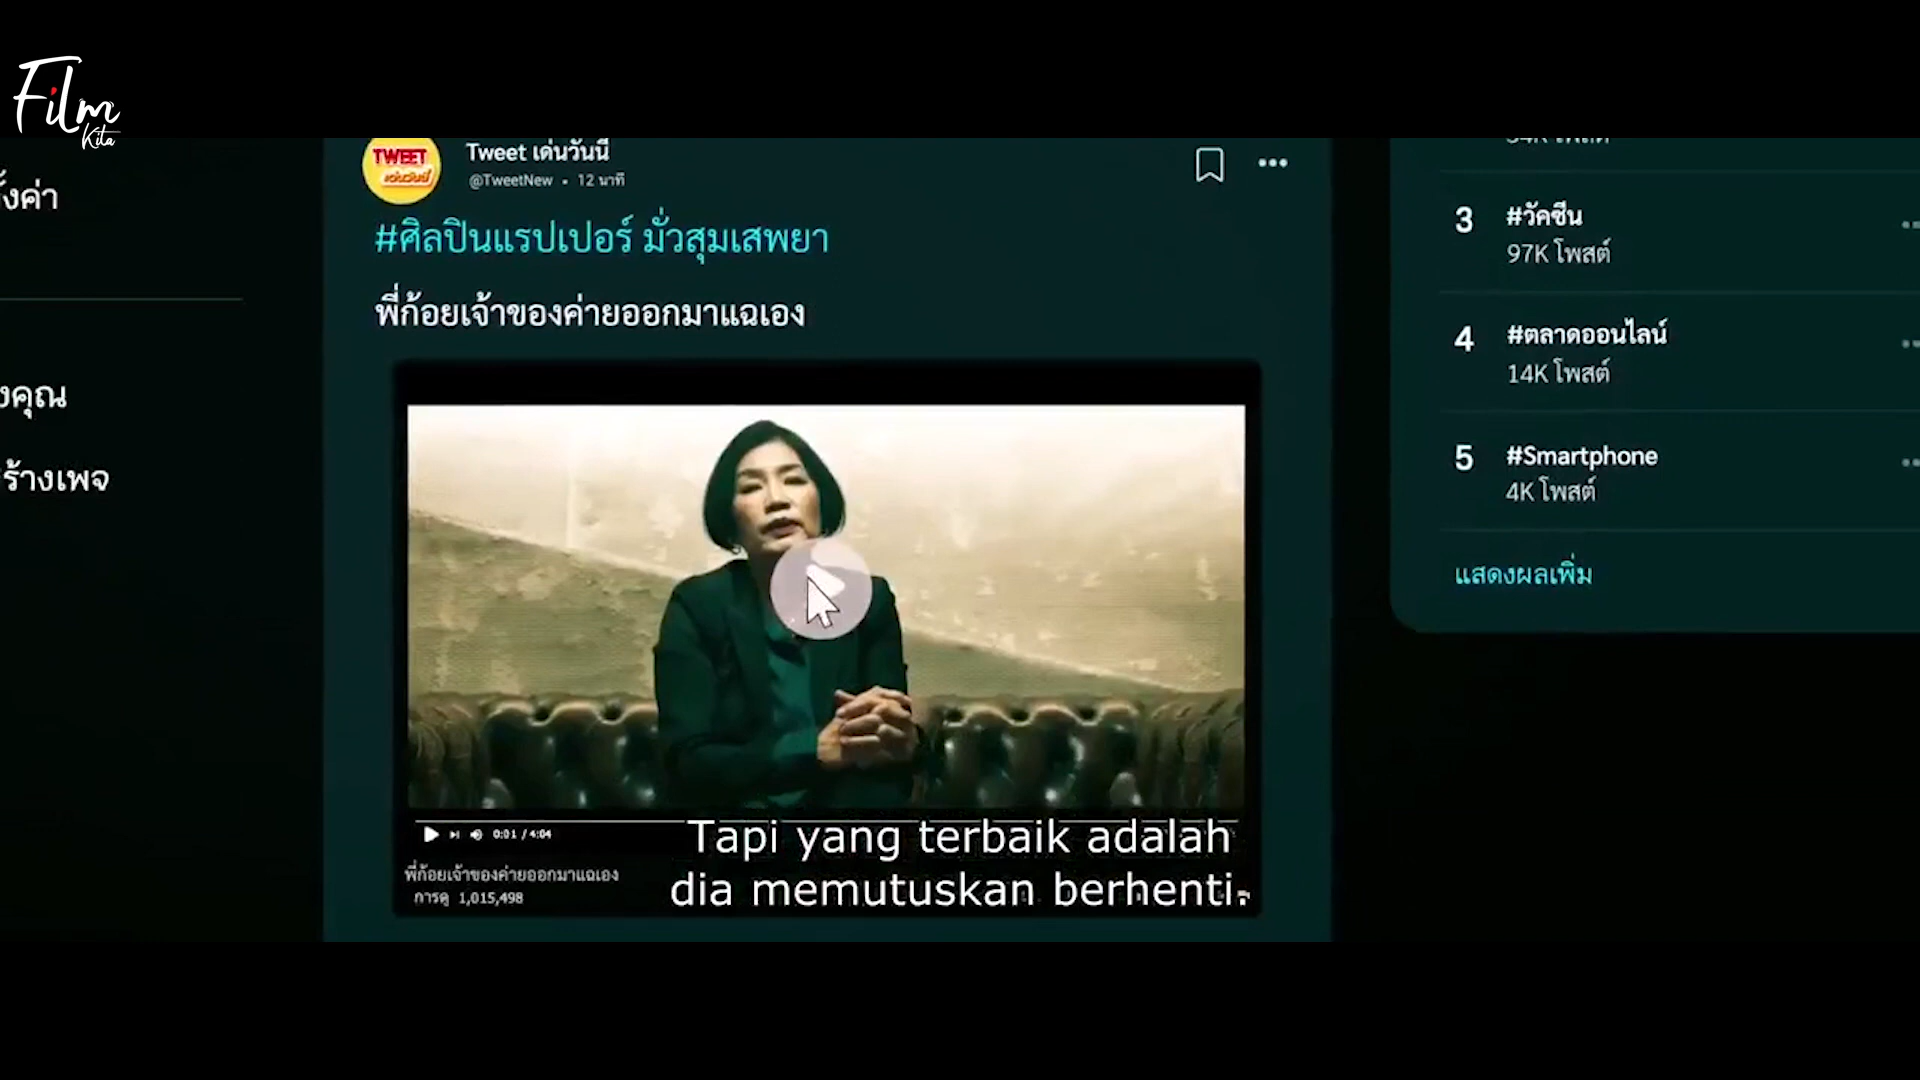 Film
Kita
TWEET
เด่นวันนี้
Tweet เด่นวันนี้
@TweetNew • 12 นาที
#ศิลปินแรปเปอร์ มั่วสุมเสพยา
พี่ก้อยเจ้าของค่ายออกมาแฉเอง
0:01 / 4:04
พี่ก้อยเจ้าของค่ายออกมาแฉเอง
การดู 1,015,498
Tapi yang terbaik adalah
dia memutuskan berhenti.
3 #วัคซีน
97K โพสต์
4 #ตลาดออนไลน์
14K โพสต์
5 #Smartphone
4K โพสต์
แสดงผลเพิ่ม
ั้งค่า
งคุณ
ร้างเพจ